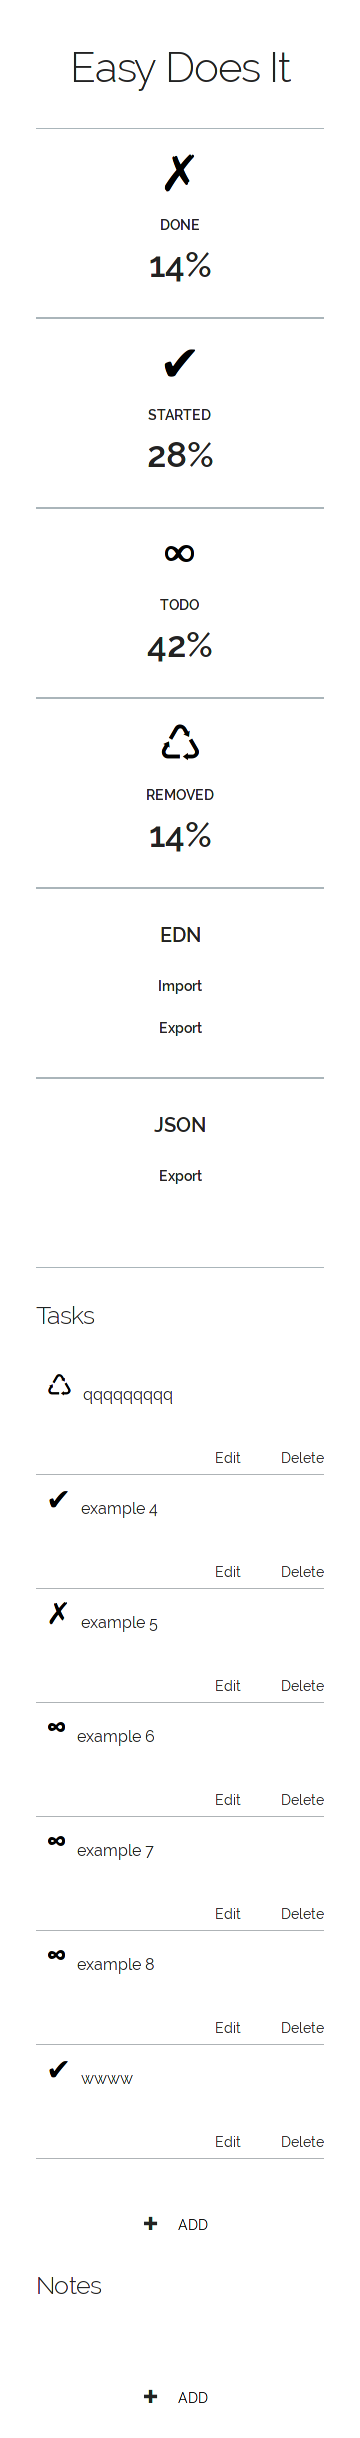 Easy Does It
✗
DONE
14%
✔
STARTED
28%
∞
TODO
42%
♺
REMOVED
14%
EDN
Import
Export
JSON
Export
Tasks
♺ qqqqqqqqq
Edit Delete
✔ example 4
Edit Delete
✗ example 5
Edit Delete
∞ example 6
Edit Delete
∞ example 7
Edit Delete
∞ example 8
Edit Delete
✔ wwww
Edit Delete
+ ADD
Notes
+ ADD